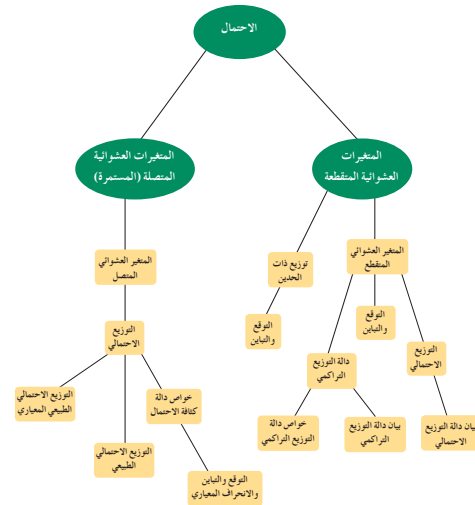 الاحتمال
المتغيرات
العشوائية المتقطعة
المتغيرات العشوائية
المتصلة (المستمرة)
المتغير العشوائي
المتقطع
توزيع ذات
الحدين
المتغير العشوائي
المتصل
التوقع
والتباين
التوقع
والتباين
التوزيع
الاحتمالي
دالة التوزيع
التراكمي
التوزيع
الاحتمالي
بيان دالة التوزيع
الاحتمالي
بيان دالة التوزيع
التراكمي
خواص دالة
التوزيع التراكمي
خواص دالة
كثافة الاحتمال
التوزيع الاحتمالي
الطبيعي المعياري
التوزيع الاحتمالي
الطبيعي
التوقع والتباين
والانحراف المعياري